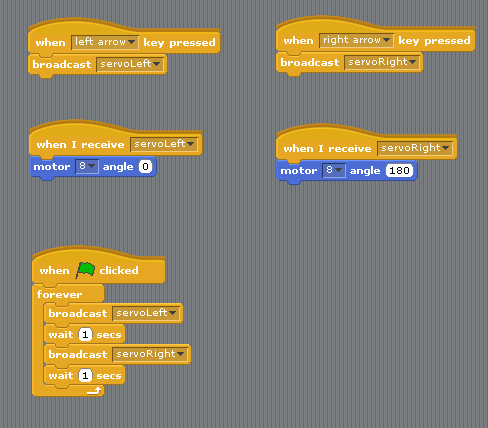 when left arrow key pressed
broadcast servoLeft
when right arrow key pressed
broadcast servoRight
when I receive servoLeft
motor 8 angle 0
when I receive servoRight
motor 8 angle 180
when clicked
forever
broadcast servoLeft
wait 1 secs
broadcast servoRight
wait 1 secs